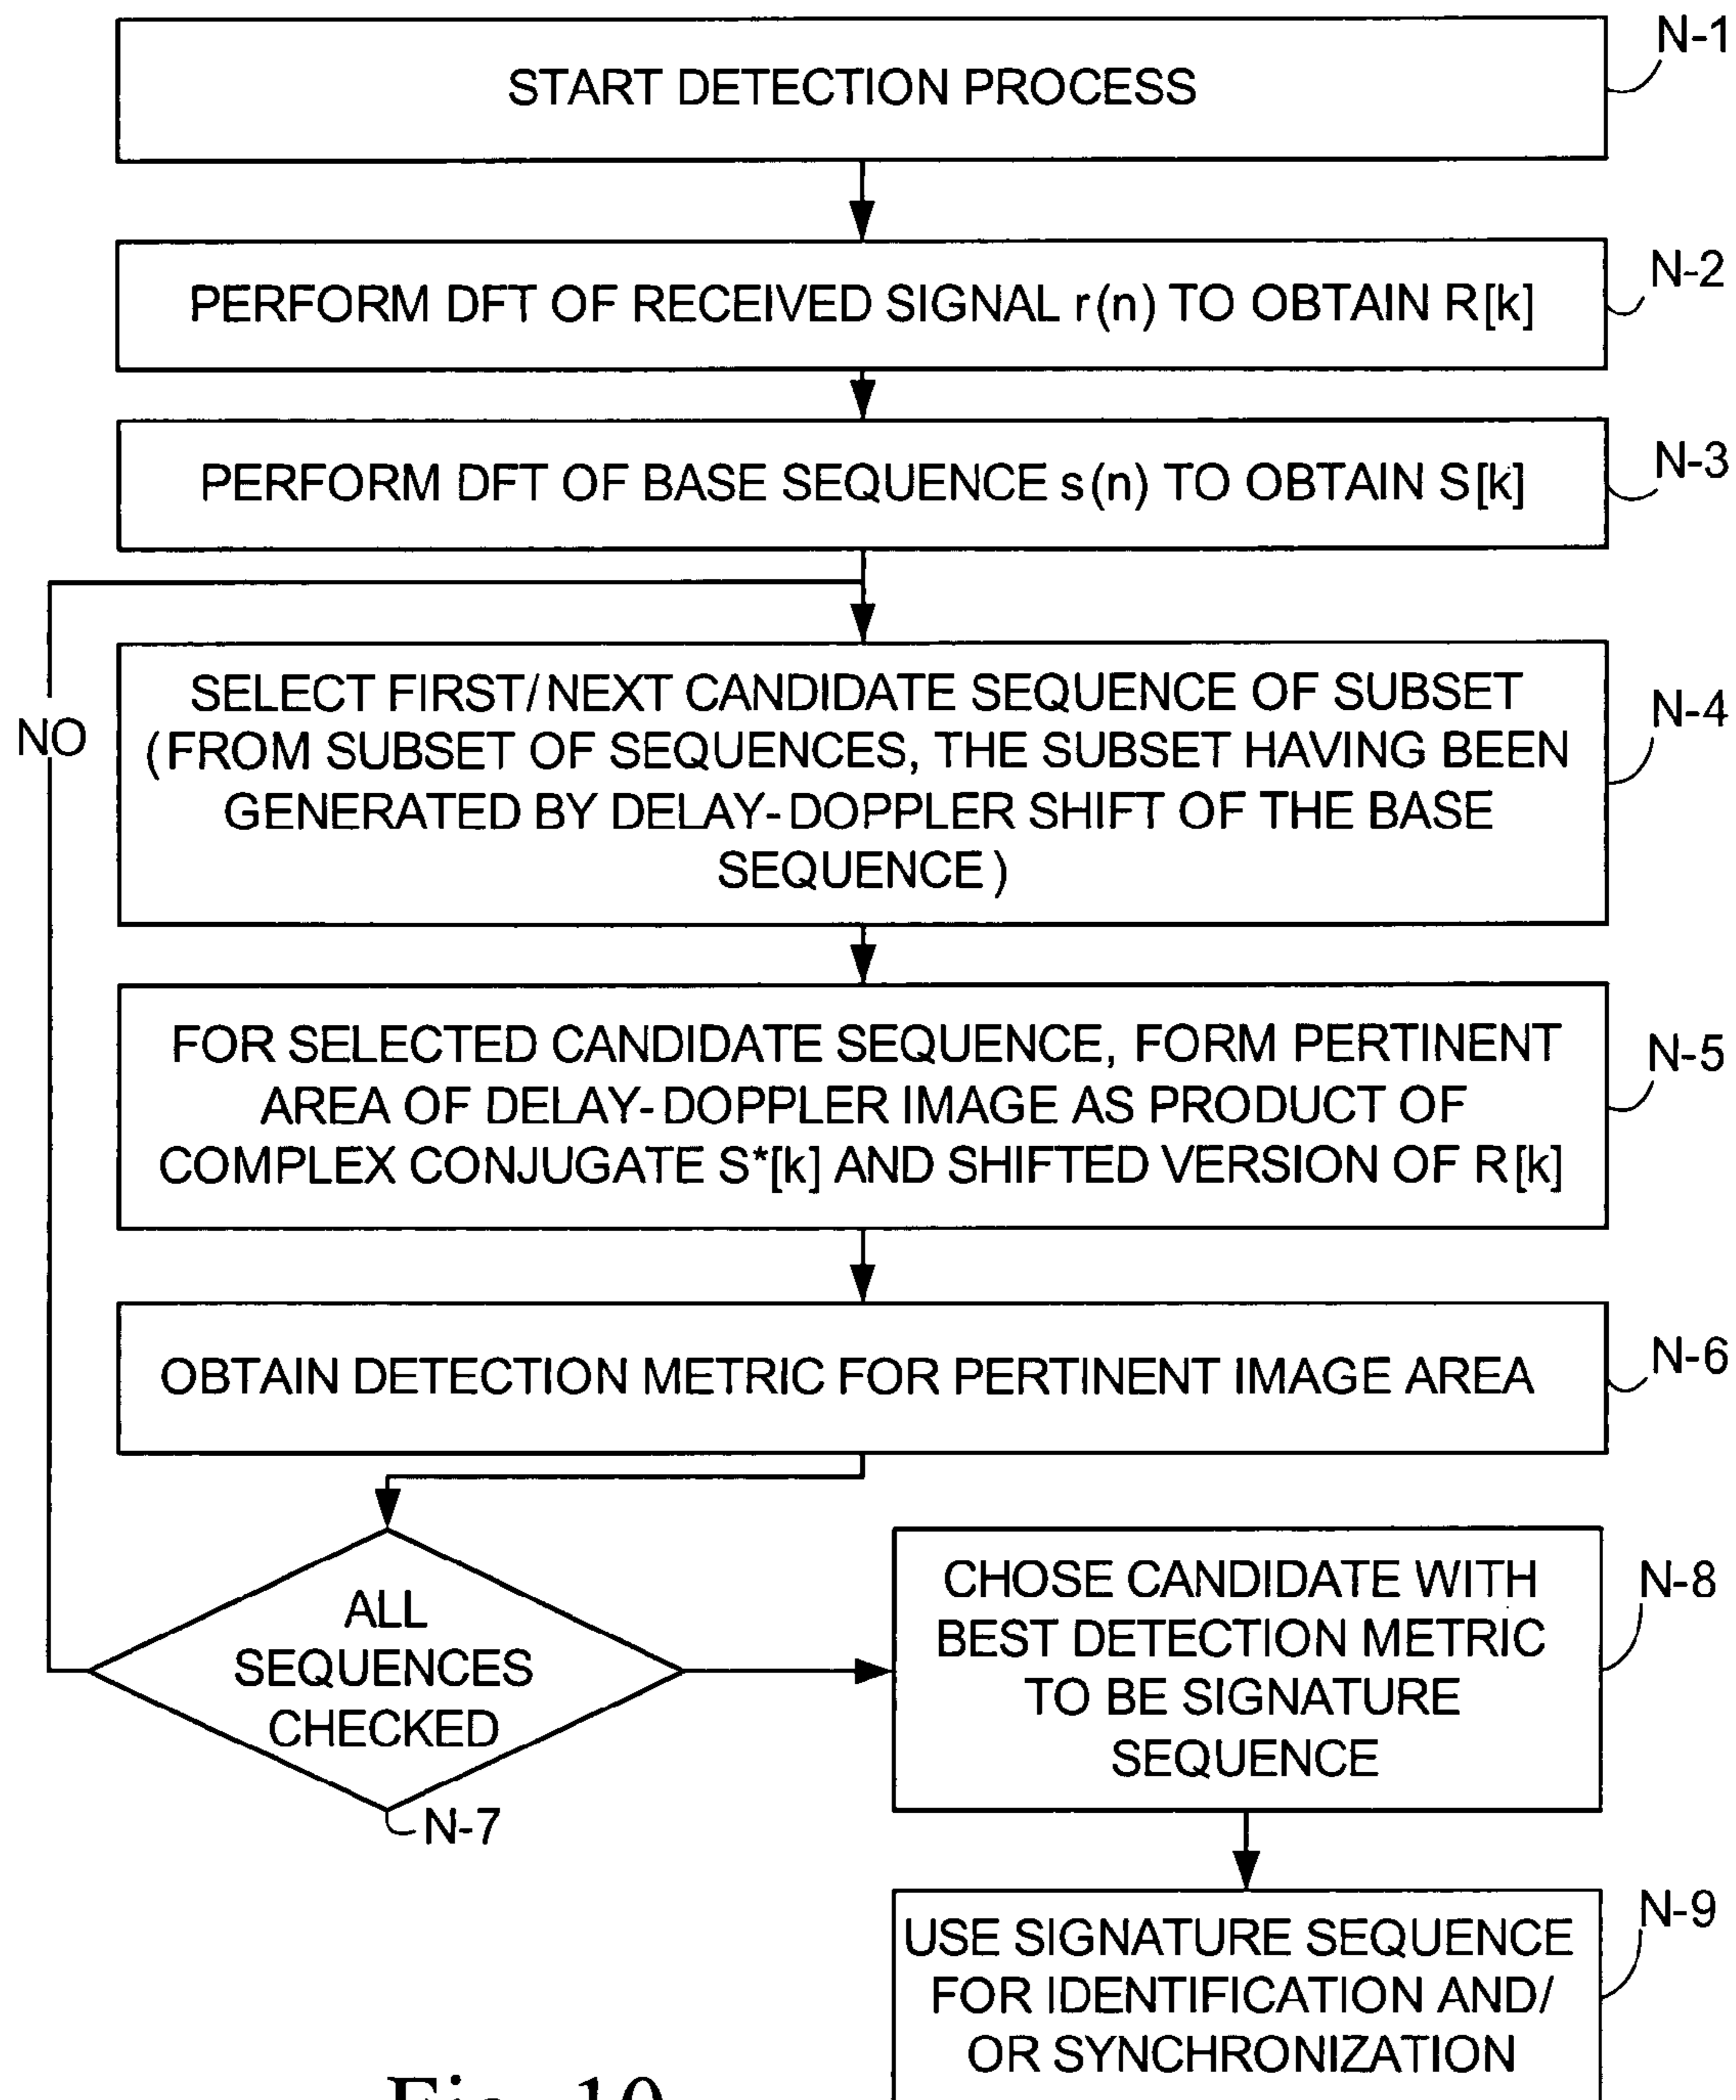 START DETECTION PROCESS
N-1
PERFORM DFT OF RECEIVED SIGNAL r(n) TO OBTAIN R[k]
N-2
PERFORM DFT OF BASE SEQUENCE s(n) TO OBTAIN S[k]
N-3
SELECT FIRST/NEXT CANDIDATE SEQUENCE OF SUBSET
(FROM SUBSET OF SEQUENCES, THE SUBSET HAVING BEEN
GENERATED BY DELAY-DOPPLER SHIFT OF THE BASE
SEQUENCE)
N-4
NO
FOR SELECTED CANDIDATE SEQUENCE, FORM PERTINENT
AREA OF DELAY-DOPPLER IMAGE AS PRODUCT OF
COMPLEX CONJUGATE S*[k] AND SHIFTED VERSION OF R[k]
N-5
OBTAIN DETECTION METRIC FOR PERTINENT IMAGE AREA
N-6
ALL
SEQUENCES
CHECKED
N-7
CHOSE CANDIDATE WITH
BEST DETECTION METRIC
TO BE SIGNATURE
SEQUENCE
N-8
USE SIGNATURE SEQUENCE
FOR IDENTIFICATION AND/
OR SYNCHRONIZATION
N-9
Fig. 10